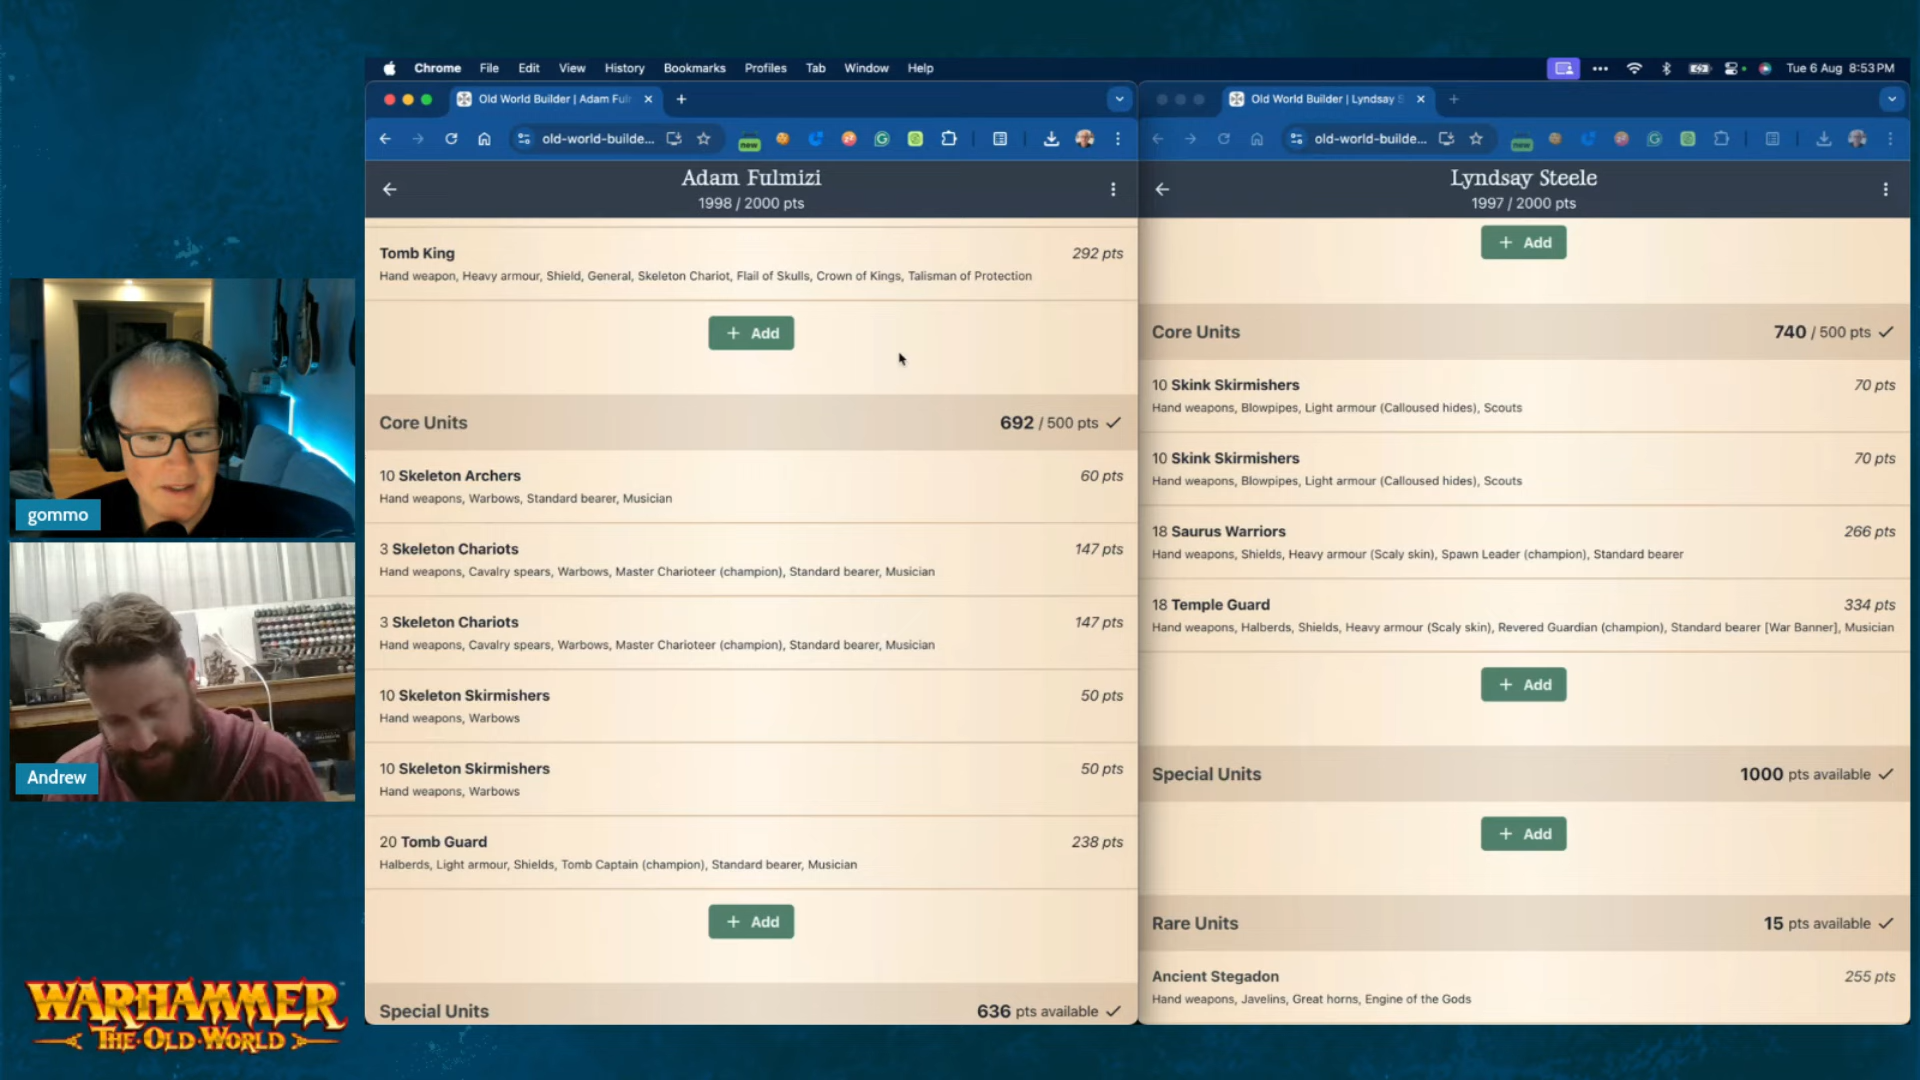 Chrome File Edit View History Bookmarks Profiles Tab Window Help
Tue 6 Aug 8:53 PM
Old World Builder | Adam Ful
old-world-builde...
new
Adam Fulmizi
1998 / 2000 pts
Tomb King
292 pts
Hand weapon, Heavy armour, Shield, General, Skeleton Chariot, Flail of Skulls, Crown of Kings, Talisman of Protection
+ Add
Core Units
692 / 500 pts
10 Skeleton Archers
60 pts
Hand weapons, Warbows, Standard bearer, Musician
3 Skeleton Chariots
147 pts
Hand weapons, Cavalry spears, Warbows, Master Charioteer (champion), Standard bearer, Musician
3 Skeleton Chariots
147 pts
Hand weapons, Cavalry spears, Warbows, Master Charioteer (champion), Standard bearer, Musician
10 Skeleton Skirmishers
50 pts
Hand weapons, Warbows
10 Skeleton Skirmishers
50 pts
Hand weapons, Warbows
20 Tomb Guard
238 pts
Halberds, Light armour, Shields, Tomb Captain (champion), Standard bearer, Musician
+ Add
Special Units
636 pts available
Old World Builder | Lyndsay S
old-world-builde...
new
Lyndsay Steele
1997 / 2000 pts
+ Add
Core Units
740 / 500 pts
10 Skink Skirmishers
70 pts
Hand weapons, Blowpipes, Light armour (Calloused hides), Scouts
10 Skink Skirmishers
70 pts
Hand weapons, Blowpipes, Light armour (Calloused hides), Scouts
18 Saurus Warriors
266 pts
Hand weapons, Shields, Heavy armour (Scaly skin), Spawn Leader (champion), Standard bearer
18 Temple Guard
334 pts
Hand weapons, Halberds, Shields, Heavy armour (Scaly skin), Revered Guardian (champion), Standard bearer [War Banner], Musician
+ Add
Special Units
1000 pts available
+ Add
Rare Units
15 pts available
Ancient Stegadon
255 pts
Hand weapons, Javelins, Great horns, Engine of the Gods
gommo
Andrew
WARHAMMER
THE·OLD·WORLD